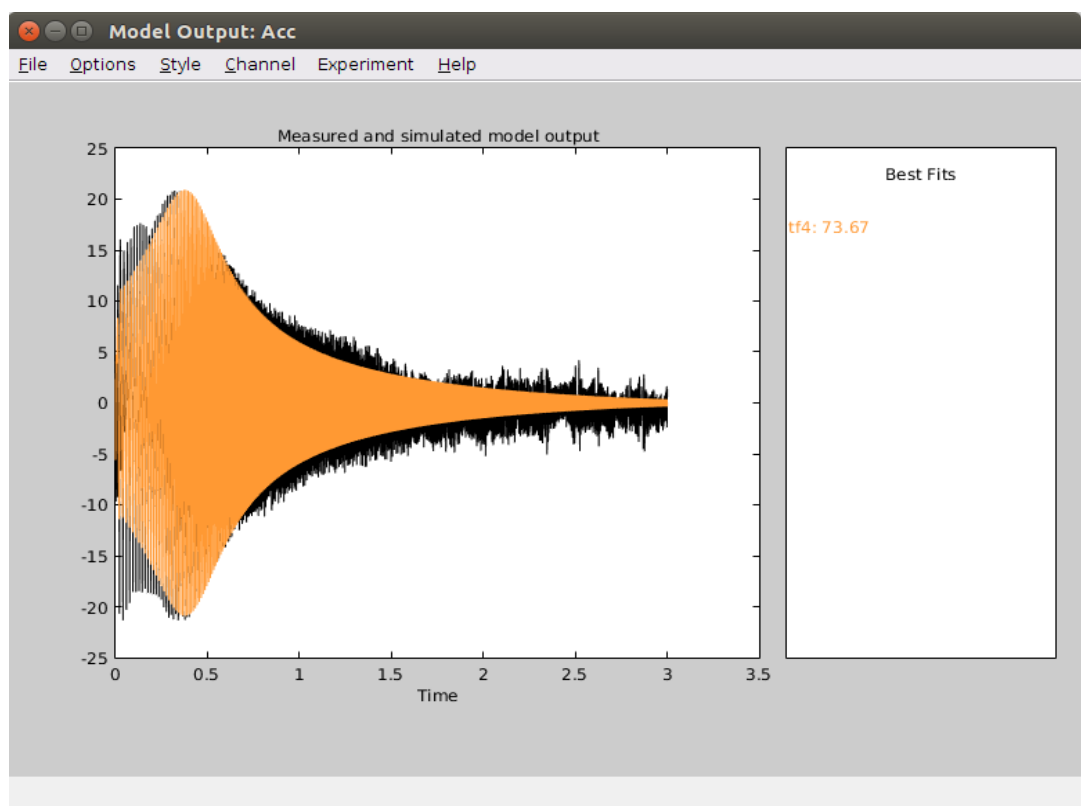 Model Output: Acc
File Options Style Channel Experiment Help
Measured and simulated model output
25
20
15
10
5
0
-5
-10
-15
-20
-25
0 0.5 1 1.5 2 2.5 3 3.5
Time
Best Fits
tf4: 73.67